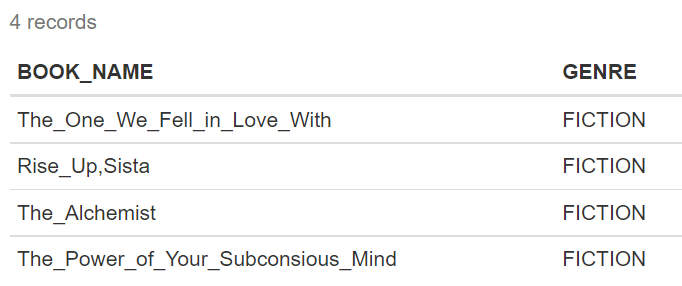 4 records
BOOK_NAME GENRE
The_One_We_Fell_in_Love_With FICTION
Rise_Up,Sista FICTION
The_Alchemist FICTION
The_Power_of_Your_Subconsious_Mind FICTION